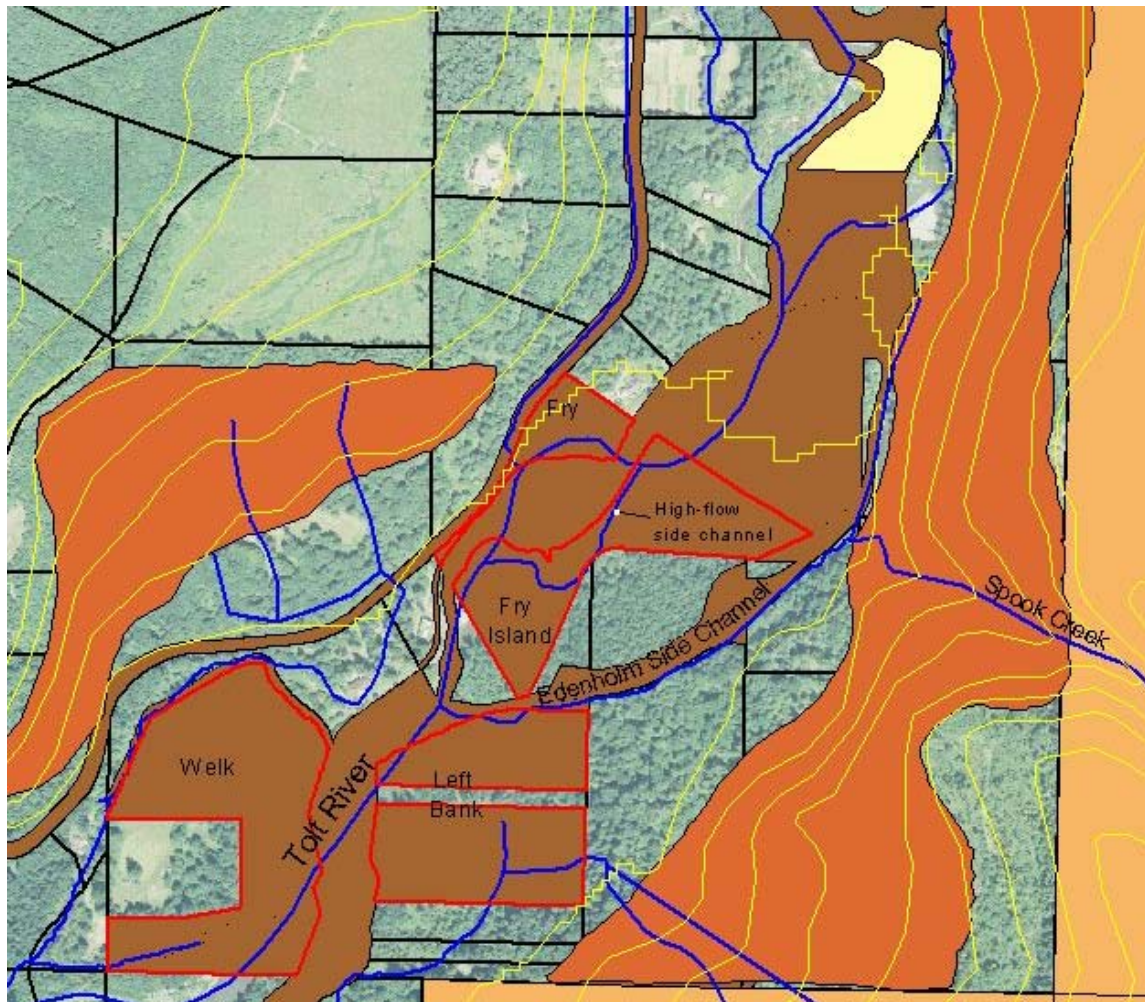 Fry
High-flow
side channel
Fry
Island
Spook Creek
Edenholm Side Channel
Welk
Left
Bank
Tolt River